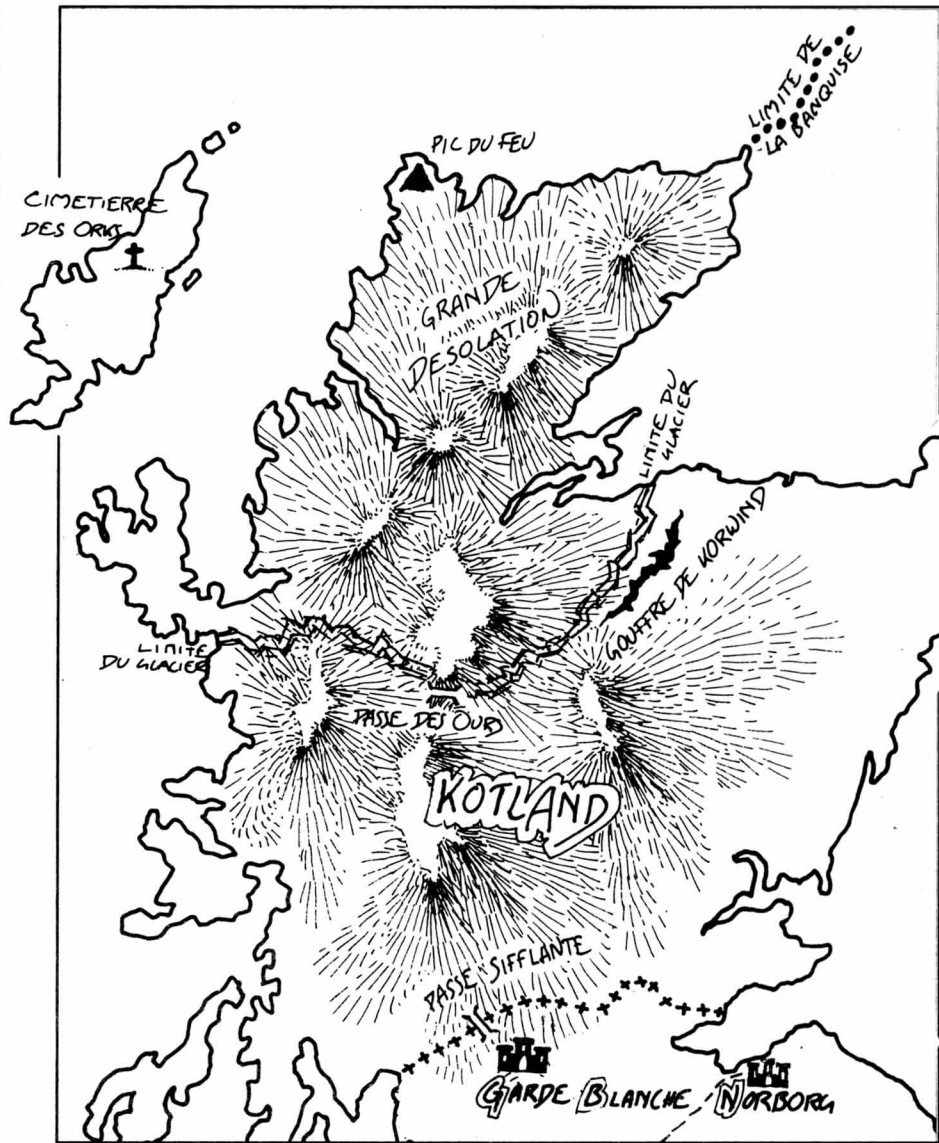 LIMITE DE
LA BANQUISE
PIC DU FEU
CIMETIERRE
DES ORKS
GRANDE
DESOLATION
LIMITE DU
GLACIER
GOUFFRE DE KORWIND
LIMITE
DU GLACIER
PASSE DES OURS
KOTLAND
PASSE SIFFLANTE
GARDE BLANCHE
NORBORG